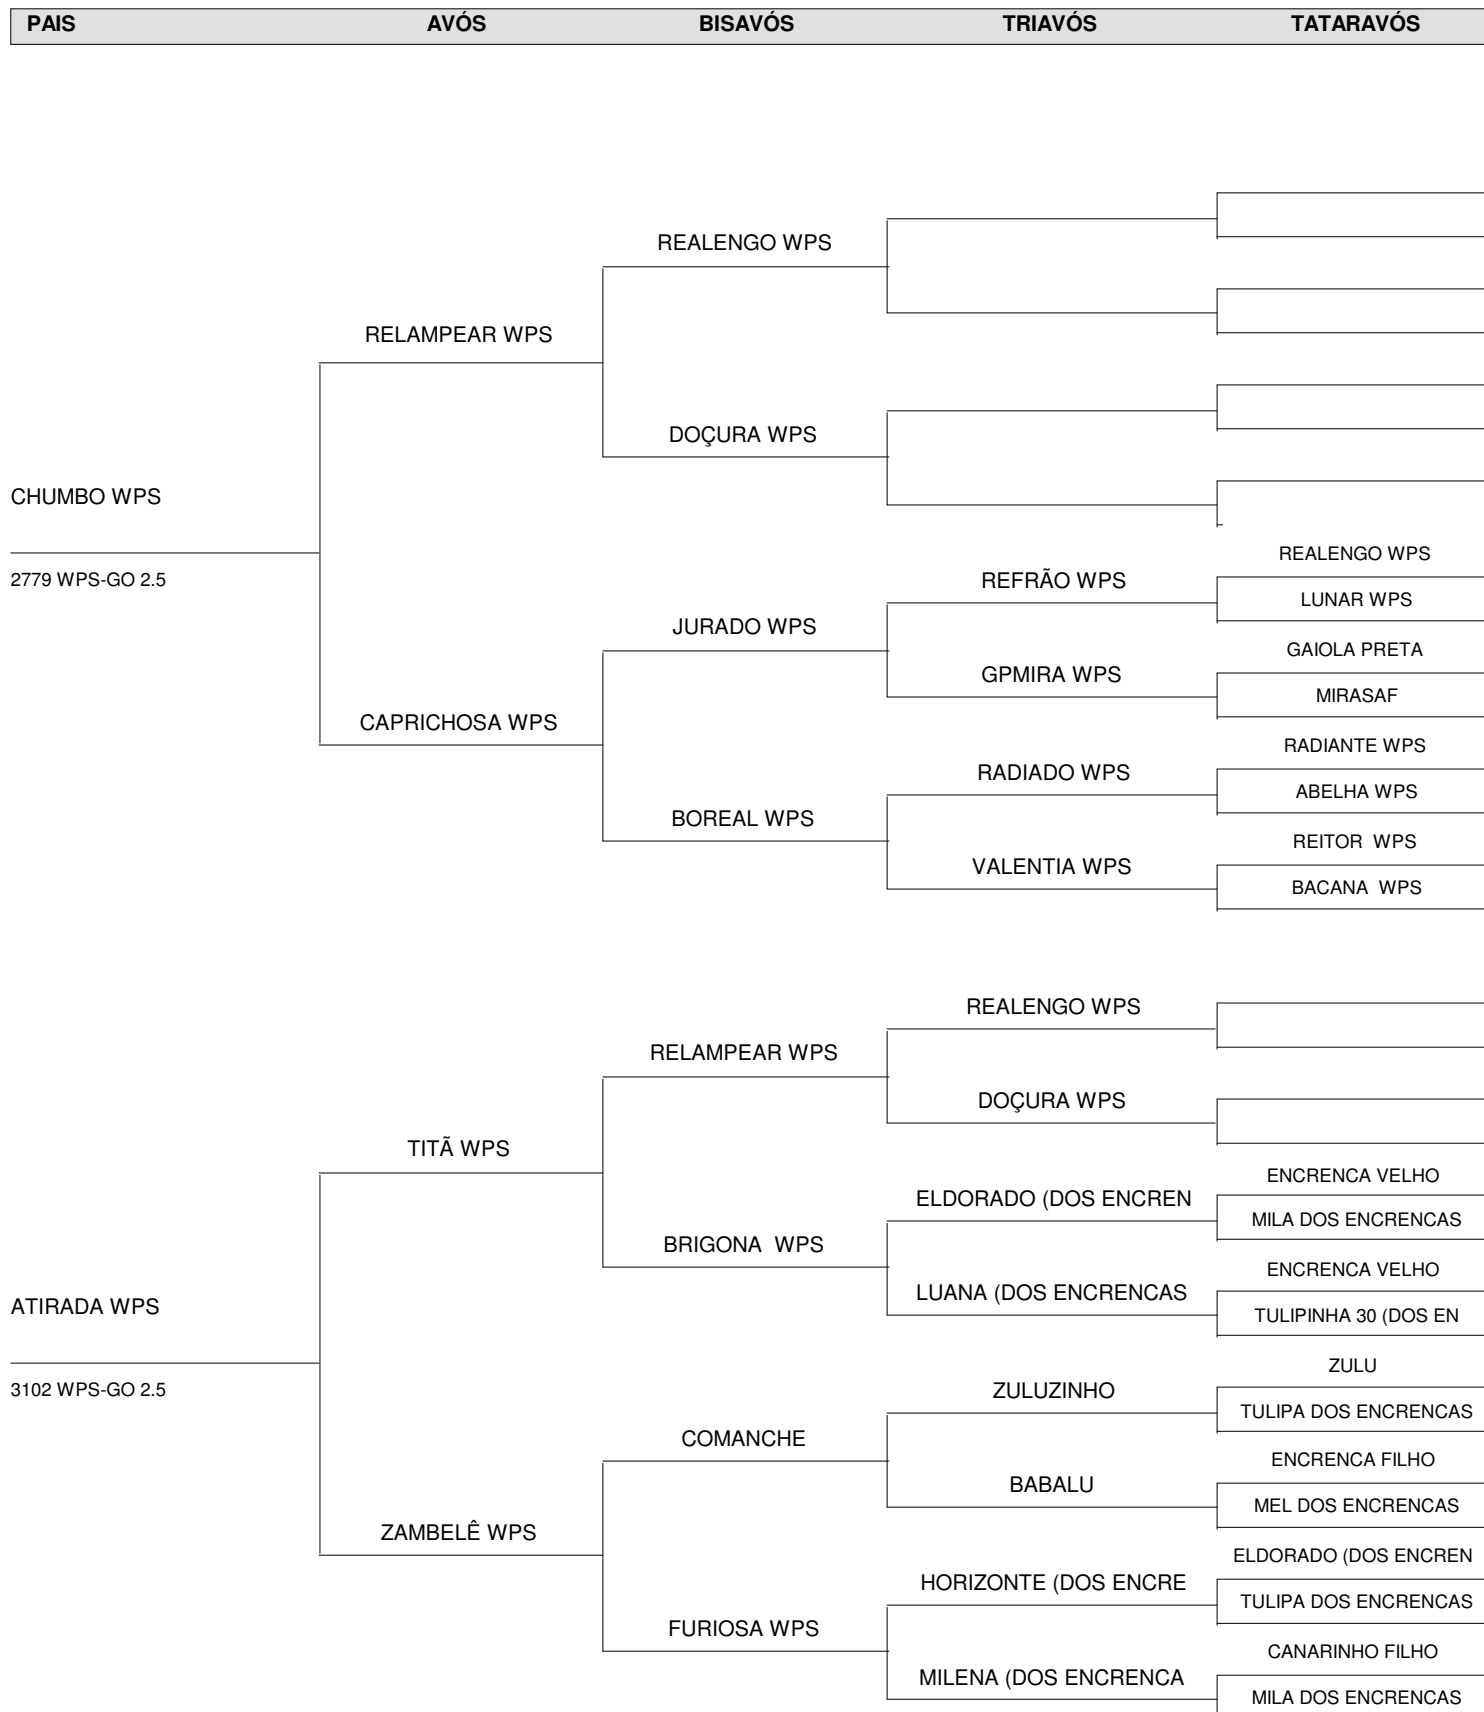 PAIS AVÓS BISAVÓS TRIAVÓS TATARAVÓS
REALENGO WPS
RELAMPEAR WPS
DOÇURA WPS
CHUMBO WPS
REALENGO WPS
2779 WPS-GO 2.5
REFRÃO WPS
LUNAR WPS
JURADO WPS
GAIOLA PRETA
GPMIRA WPS
MIRASAF
CAPRICHOSA WPS
RADIANTE WPS
RADIADO WPS
ABELHA WPS
BOREAL WPS
REITOR WPS
VALENTIA WPS
BACANA WPS
REALENGO WPS
RELAMPEAR WPS
DOÇURA WPS
TITÃ WPS
ENCRENCA VELHO
ELDORADO (DOS ENCREN
MILA DOS ENCRENCAS
BRIGONA WPS
ENCRENCA VELHO
LUANA (DOS ENCRENCAS
ATIRADA WPS
TULIPINHA 30 (DOS EN
ZULU
3102 WPS-GO 2.5
ZULUZINHO
TULIPA DOS ENCRENCAS
COMANCHE
ENCRENCA FILHO
BABALU
MEL DOS ENCRENCAS
ZAMBELÊ WPS
ELDORADO (DOS ENCREN
HORIZONTE (DOS ENCRE
TULIPA DOS ENCRENCAS
FURIOSA WPS
CANARINHO FILHO
MILENA (DOS ENCRENCA
MILA DOS ENCRENCAS